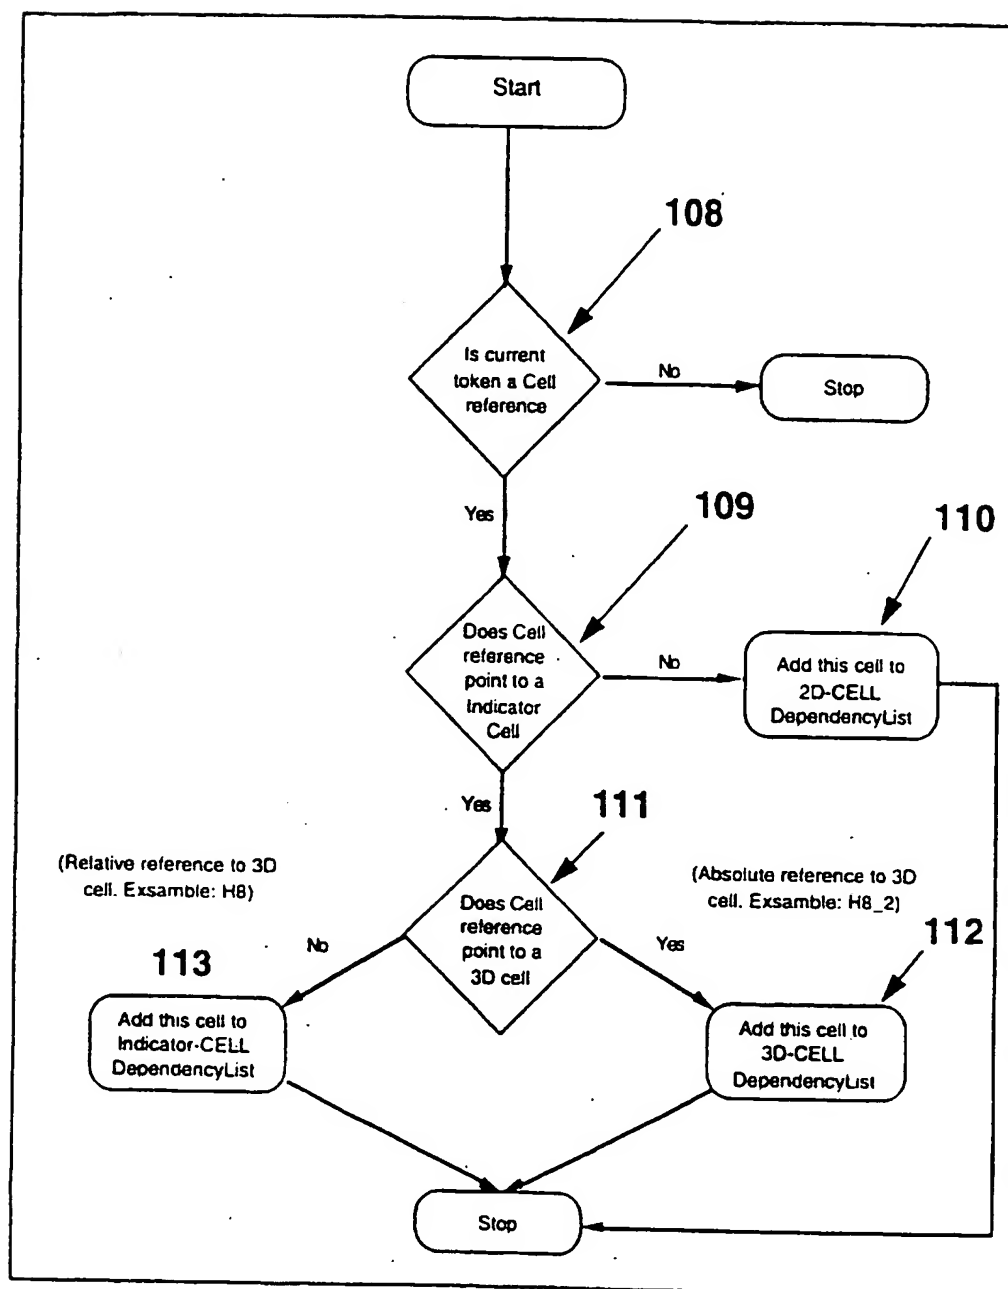 Start
108
Is current
token a Cell
reference
No
Stop
Yes
109
110
Does Cell
reference
point to a
Indicator
Cell
No
Add this cell to
2D-CELL
DependencyList
Yes
111
(Relative reference to 3D
cell. Exsamble: H8)
(Absolute reference to 3D
cell. Exsamble: H8_2)
Does Cell
reference
point to a
3D cell
No
Yes
113
112
Add this cell to
Indicator-CELL
DependencyList
Add this cell to
3D-CELL
DependencyList
Stop